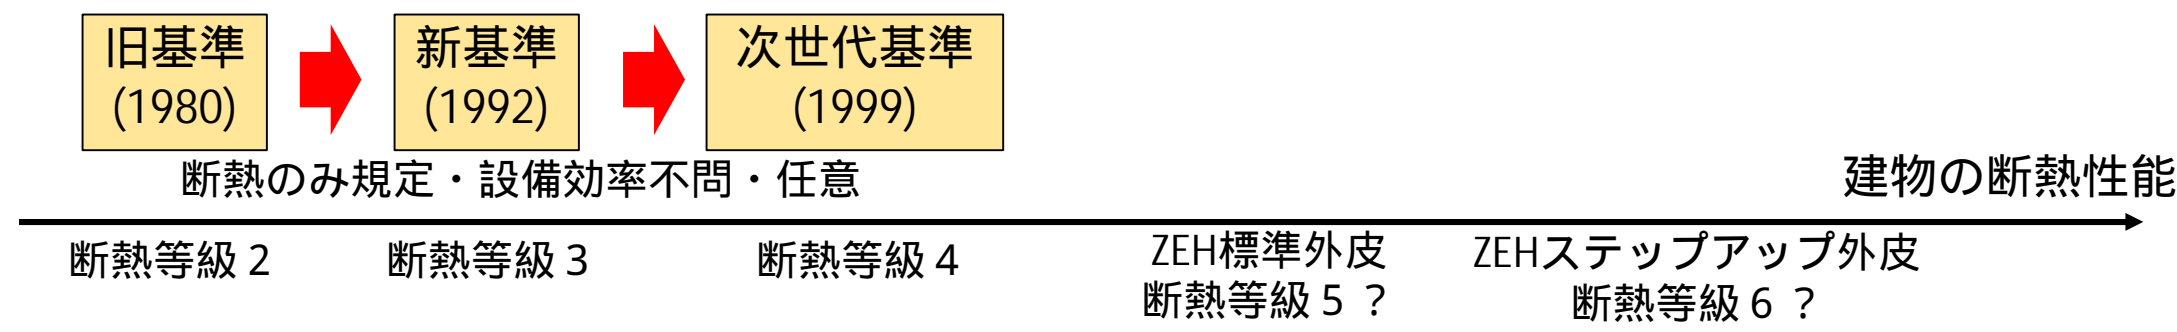 旧基準
(1980)
新基準
(1992)
次世代基準
(1999)
断熱のみ規定・設備効率不問・任意
建物の断熱性能
断熱等級２
断熱等級３
断熱等級４
ZEH標準外皮
断熱等級５？
ZEHステップアップ外皮
断熱等級６？